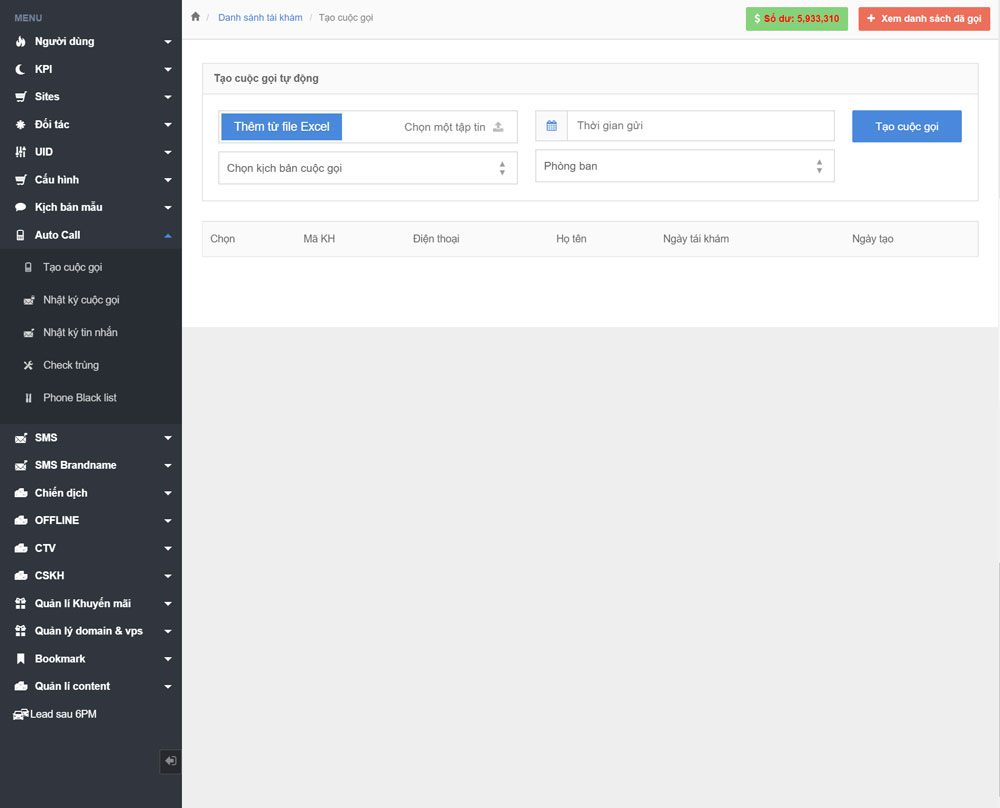 MENU
Người dùng
KPI
Sites
Đối tác
UID
Cấu hình
Kịch bản mẫu
Auto Call
Tạo cuộc gọi
Nhật ký cuộc gọi
Nhật ký tin nhắn
Check trùng
Phone Black list
SMS
SMS Brandname
Chiến dịch
OFFLINE
CTV
CSKH
Quản lí Khuyến mãi
Quản lý domain & vps
Bookmark
Quản lí content
Lead sau 6PM
/ Danh sánh tái khám / Tạo cuộc gọi
$ Số dư: 5,933,310
+ Xem danh sách đã gọi
Tạo cuộc gọi tự động
Thêm từ file Excel Chọn một tập tin
Thời gian gửi
Tạo cuộc gọi
Chọn kịch bản cuộc gọi
Phòng ban
Chọn Mã KH Điện thoại Họ tên Ngày tái khám Ngày tạo